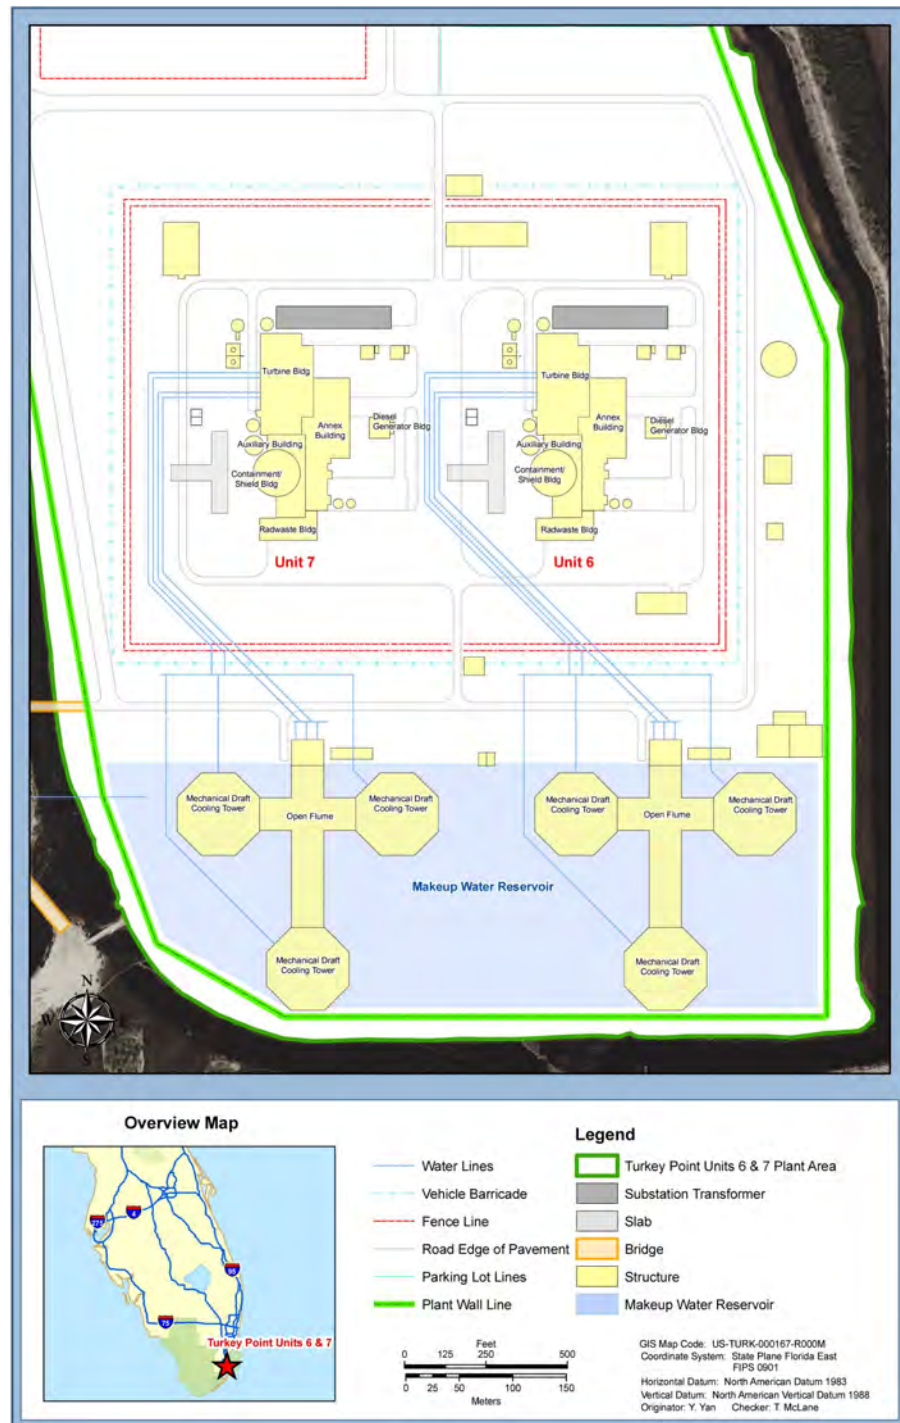 Turbine Bldg
Turbine Bldg
Annex
Building
Diesel
Generator Bldg
Annex
Building
Diesel
Generator Bldg
Auxiliary Building
Auxiliary Building
Containment/
Shield Bldg
Containment/
Shield Bldg
Radwaste Bldg
Radwaste Bldg
Unit 7
Unit 6
Mechanical Draft
Cooling Tower
Open Flume
Mechanical Draft
Cooling Tower
Mechanical Draft
Cooling Tower
Open Flume
Mechanical Draft
Cooling Tower
Makeup Water Reservoir
Mechanical Draft
Cooling Tower
Mechanical Draft
Cooling Tower
N
W
S
Overview Map
275
4
95
75
Turkey Point Units 6 & 7
Legend
Water Lines
Vehicle Barricade
Fence Line
Road Edge of Pavement
Parking Lot Lines
Plant Wall Line
Turkey Point Units 6 & 7 Plant Area
Substation Transformer
Slab
Bridge
Structure
Makeup Water Reservoir
Feet
0 125 250 500
0 25 50 100 150
Meters
GIS Map Code: US-TURK-000167-R000M
Coordinate System: State Plane Florida East
FIPS 0901
Horizontal Datum: North American Datum 1983
Vertical Datum: North American Vertical Datum 1988
Originator: Y. Yan Checker: T. McLane